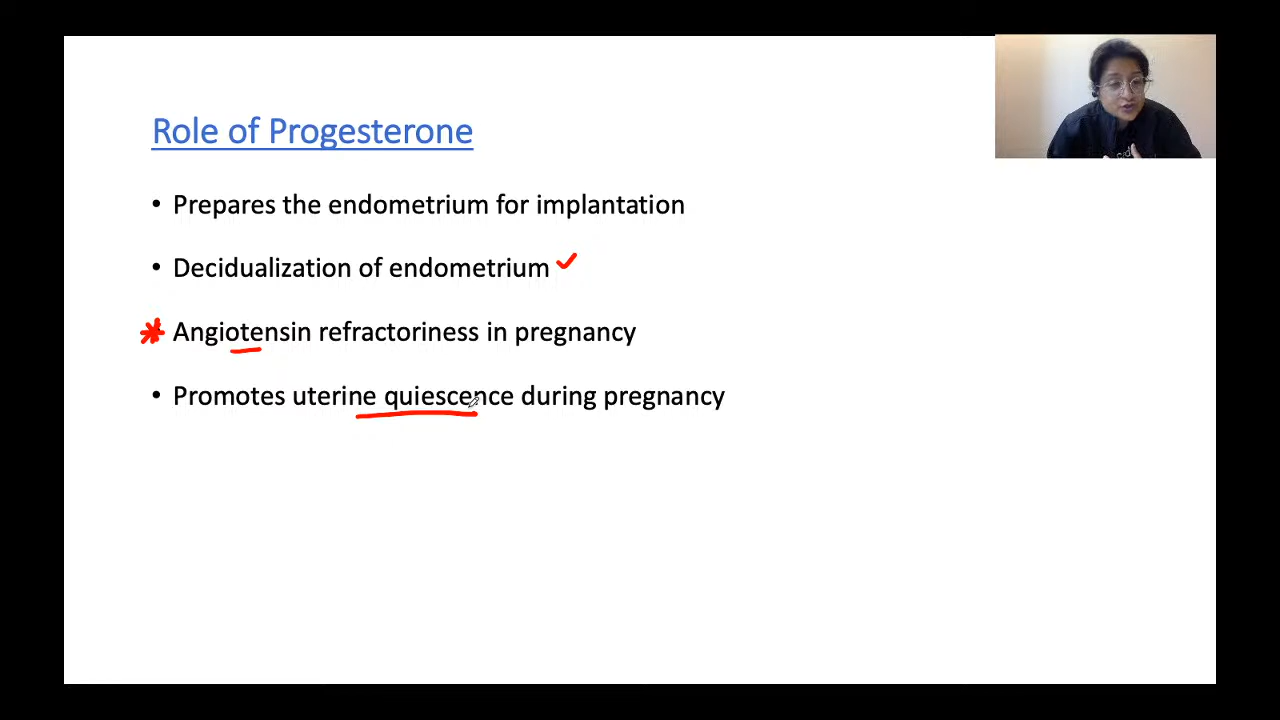 Role of Progesterone
• Prepares the endometrium for implantation
• Decidualization of endometrium
Angiotensin refractoriness in pregnancy
• Promotes uterine quiescence during pregnancy